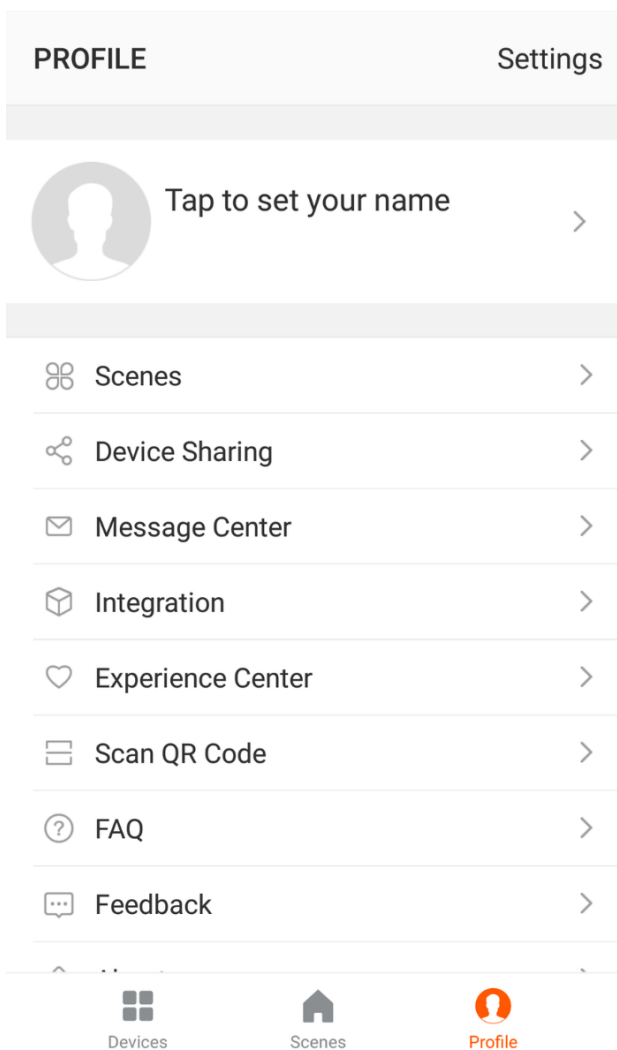 PROFILE Settings
Tap to set your name
Scenes
Device Sharing
Message Center
Integration
Experience Center
Scan QR Code
FAQ
Feedback
Devices Scenes Profile